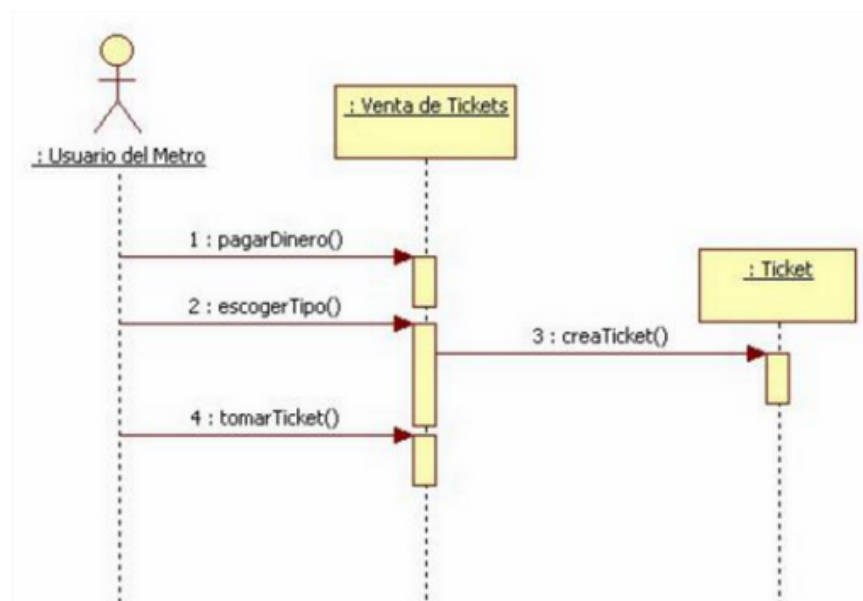 : Venta de Tickets
: Usuario del Metro
1 : pagarDinero()
: Ticket
2 : escogerTipo()
3 : creaTicket()
4 : tomarTicket()